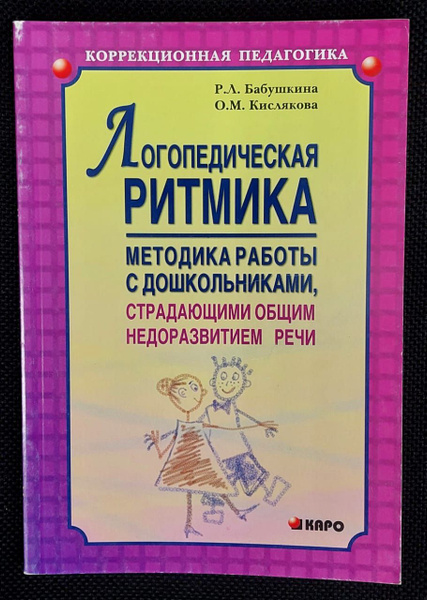 КОРРЕКЦИОННАЯ ПЕДАГОГИКА
Р.Л. Бабушкина
О.М. Кислякова
ЛОГОПЕДИЧЕСКАЯ
РИТМИКА
МЕТОДИКА РАБОТЫ
С ДОШКОЛЬНИКАМИ,
СТРАДАЮЩИМИ ОБЩИМ
НЕДОРАЗВИТИЕМ РЕЧИ
КАРО